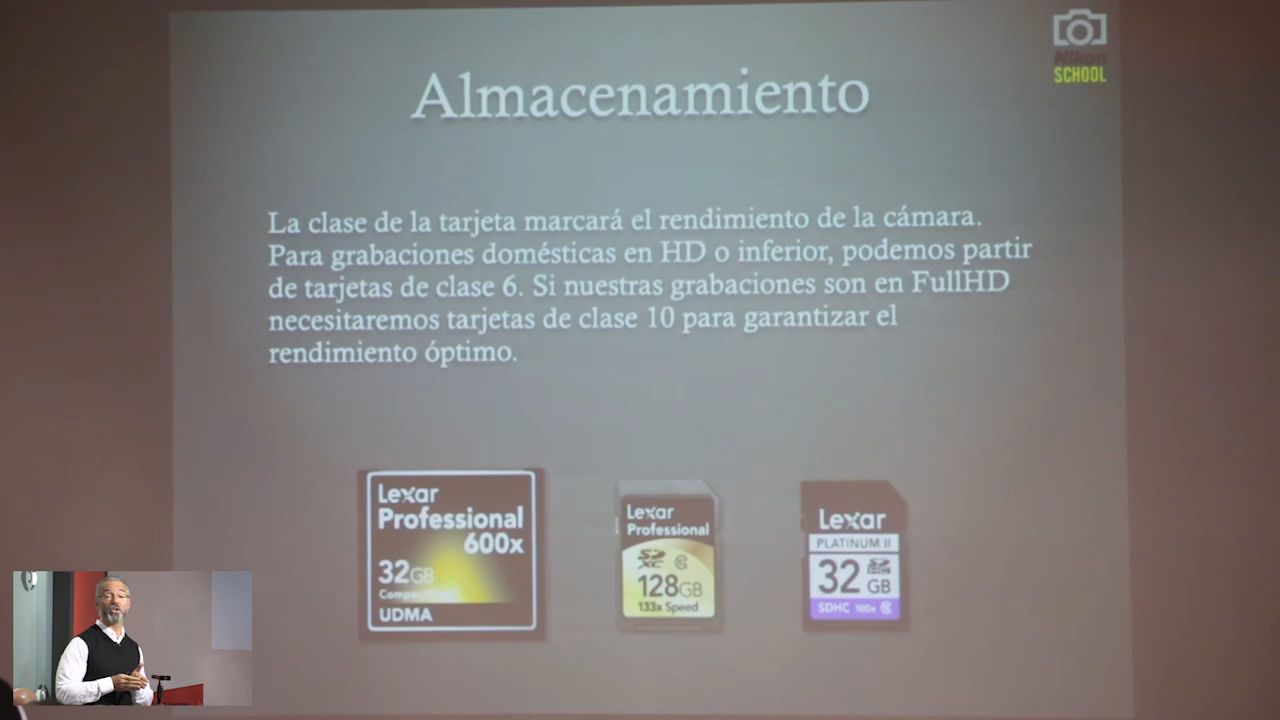 SCHOOL
Almacenamiento
La clase de la tarjeta marcará el rendimiento de la cámara.
Para grabaciones domésticas en HD o inferior, podemos partir
de tarjetas de clase 6. Si nuestras grabaciones son en FullHD
necesitaremos tarjetas de clase 10 para garantizar el
rendimiento óptimo.
Lexar
Professional
600x
32GB
UDMA
Lexar
Professional
128GB
133x Speed
Lexar
PLATINUM II
32 GB
SDHC 100x